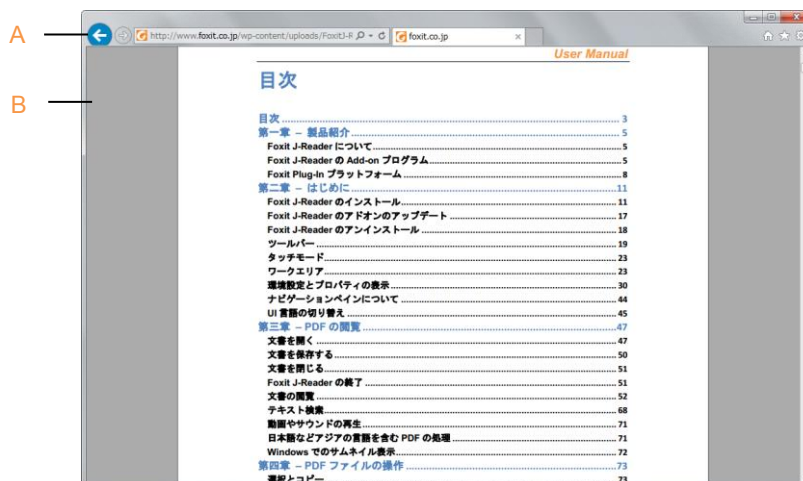 A
B
http://www.foxit.co.jp/wp-content/uploads/FoxitJ-R
foxit.co.jp
User Manual
目次
目次 3
第一章 – 製品紹介 5
Foxit J-Reader について 5
Foxit J-Reader の Add-on プログラム 5
Foxit Plug-In プラットフォーム 8
第二章 – はじめに 11
Foxit J-Reader のインストール 11
Foxit J-Reader のアドオンのアップデート 17
Foxit J-Reader のアンインストール 18
ツールバー 19
タッチモード 23
ワークエリア 23
環境設定とプロパティの表示 30
ナビゲーションペインについて 44
UI 言語の切り替え 45
第三章 – PDF の閲覧 47
文書を開く 47
文書を保存する 50
文書を閉じる 51
Foxit J-Reader の終了 51
文書の閲覧 52
テキスト検索 68
動画やサウンドの再生 71
日本語などアジアの言語を含む PDF の処理 71
Windows でのサムネイル表示 72
第四章 – PDF ファイルの操作 73
選択とコピー 73